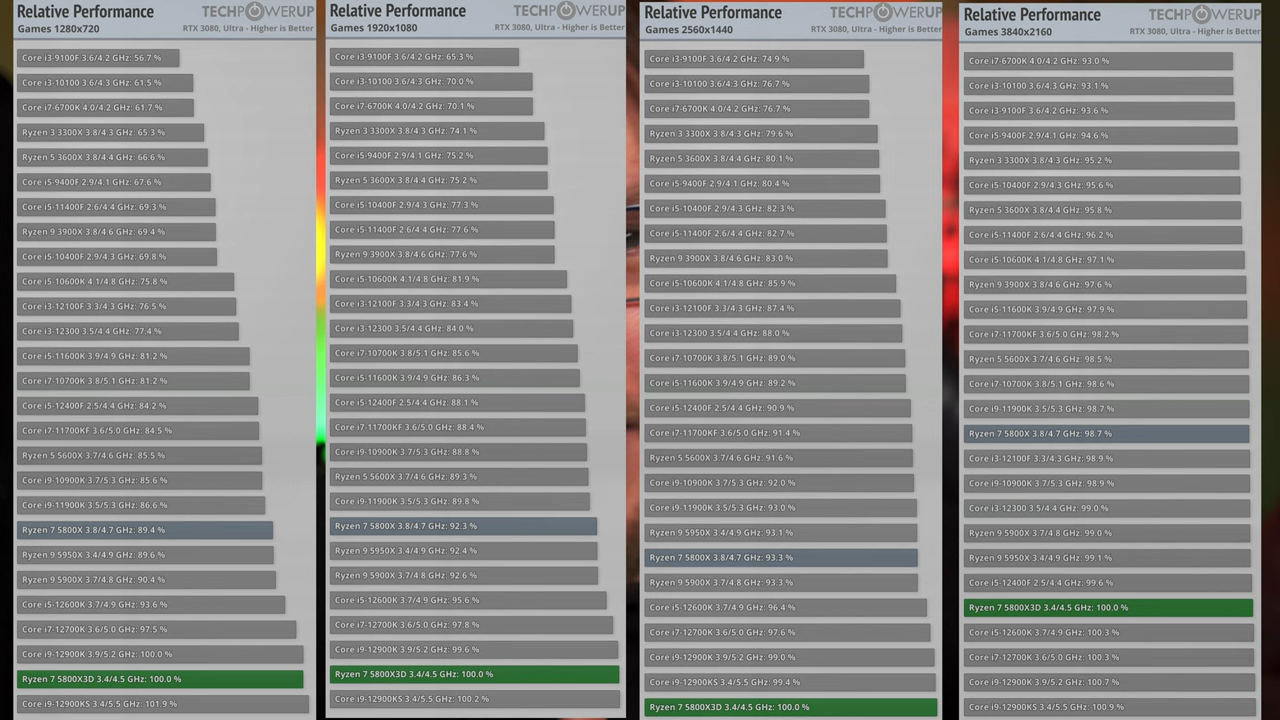 Relative Performance
TECHPOWERUP
Games 1280x720
RTX 3080, Ultra - Higher is Better
Core i3-9100F 3.6/4.2 GHz: 56.7 %
Core i3-10100 3.6/4.3 GHz: 61.5 %
Core i7-6700K 4.0/4.2 GHz: 61.7 %
Ryzen 3 3300X 3.8/4.3 GHz: 65.3 %
Ryzen 5 3600X 3.8/4.4 GHz: 66.6 %
Core i5-9400F 2.9/4.1 GHz: 67.6 %
Core i5-11400F 2.6/4.4 GHz: 69.3 %
Ryzen 9 3900X 3.8/4.6 GHz: 69.4 %
Core i5-10400F 2.9/4.3 GHz: 69.8 %
Core i5-10600K 4.1/4.8 GHz: 75.8 %
Core i3-12100F 3.3/4.3 GHz: 76.5 %
Core i3-12300 3.5/4.4 GHz: 77.4 %
Core i5-11600K 3.9/4.9 GHz: 81.2 %
Core i7-10700K 3.8/5.1 GHz: 81.2 %
Core i5-12400F 2.5/4.4 GHz: 84.2 %
Core i7-11700KF 3.6/5.0 GHz: 84.5 %
Ryzen 5 5600X 3.7/4.6 GHz: 85.5 %
Core i9-10900K 3.7/5.3 GHz: 85.6 %
Core i9-11900K 3.5/5.3 GHz: 86.6 %
Ryzen 7 5800X 3.8/4.7 GHz: 89.4 %
Ryzen 9 5950X 3.4/4.9 GHz: 89.6 %
Ryzen 9 5900X 3.7/4.8 GHz: 90.4 %
Core i5-12600K 3.7/4.9 GHz: 93.6 %
Core i7-12700K 3.6/5.0 GHz: 97.5 %
Core i9-12900K 3.9/5.2 GHz: 100.0 %
Ryzen 7 5800X3D 3.4/4.5 GHz: 100.0 %
Core i9-12900KS 3.4/5.5 GHz: 101.9 %
Relative Performance
TECHPOWERUP
Games 1920x1080
RTX 3080, Ultra - Higher is Better
Core i3-9100F 3.6/4.2 GHz: 65.3 %
Core i3-10100 3.6/4.3 GHz: 70.0 %
Core i7-6700K 4.0/4.2 GHz: 70.1 %
Ryzen 3 3300X 3.8/4.3 GHz: 74.1 %
Core i5-9400F 2.9/4.1 GHz: 75.2 %
Ryzen 5 3600X 3.8/4.4 GHz: 75.2 %
Core i5-10400F 2.9/4.3 GHz: 77.3 %
Core i5-11400F 2.6/4.4 GHz: 77.6 %
Ryzen 9 3900X 3.8/4.6 GHz: 77.6 %
Core i5-10600K 4.1/4.8 GHz: 81.9 %
Core i3-12100F 3.3/4.3 GHz: 83.4 %
Core i3-12300 3.5/4.4 GHz: 84.0 %
Core i7-10700K 3.8/5.1 GHz: 85.6 %
Core i5-11600K 3.9/4.9 GHz: 86.3 %
Core i5-12400F 2.5/4.4 GHz: 88.1 %
Core i7-11700KF 3.6/5.0 GHz: 88.4 %
Core i9-10900K 3.7/5.3 GHz: 88.8 %
Ryzen 5 5600X 3.7/4.6 GHz: 89.3 %
Core i9-11900K 3.5/5.3 GHz: 89.8 %
Ryzen 7 5800X 3.8/4.7 GHz: 92.3 %
Ryzen 9 5950X 3.4/4.9 GHz: 92.4 %
Ryzen 9 5900X 3.7/4.8 GHz: 92.6 %
Core i5-12600K 3.7/4.9 GHz: 95.6 %
Core i7-12700K 3.6/5.0 GHz: 97.8 %
Core i9-12900K 3.9/5.2 GHz: 99.6 %
Ryzen 7 5800X3D 3.4/4.5 GHz: 100.0 %
Core i9-12900KS 3.4/5.5 GHz: 100.2 %
Relative Performance
TECHPOWERUP
Games 2560x1440
RTX 3080, Ultra - Higher is Better
Core i3-9100F 3.6/4.2 GHz: 74.9 %
Core i3-10100 3.6/4.3 GHz: 76.7 %
Core i7-6700K 4.0/4.2 GHz: 76.7 %
Ryzen 3 3300X 3.8/4.3 GHz: 79.6 %
Ryzen 5 3600X 3.8/4.4 GHz: 80.1 %
Core i5-9400F 2.9/4.1 GHz: 80.4 %
Core i5-10400F 2.9/4.3 GHz: 82.3 %
Core i5-11400F 2.6/4.4 GHz: 82.7 %
Ryzen 9 3900X 3.8/4.6 GHz: 83.0 %
Core i5-10600K 4.1/4.8 GHz: 85.9 %
Core i3-12100F 3.3/4.3 GHz: 87.4 %
Core i3-12300 3.5/4.4 GHz: 88.0 %
Core i7-10700K 3.8/5.1 GHz: 89.0 %
Core i5-11600K 3.9/4.9 GHz: 89.2 %
Core i5-12400F 2.5/4.4 GHz: 90.9 %
Core i7-11700KF 3.6/5.0 GHz: 91.4 %
Ryzen 5 5600X 3.7/4.6 GHz: 91.6 %
Core i9-10900K 3.7/5.3 GHz: 92.0 %
Core i9-11900K 3.5/5.3 GHz: 93.0 %
Ryzen 9 5950X 3.4/4.9 GHz: 93.1 %
Ryzen 7 5800X 3.8/4.7 GHz: 93.3 %
Ryzen 9 5900X 3.7/4.8 GHz: 93.3 %
Core i5-12600K 3.7/4.9 GHz: 96.4 %
Core i7-12700K 3.6/5.0 GHz: 97.6 %
Core i9-12900K 3.9/5.2 GHz: 99.0 %
Core i9-12900KS 3.4/5.5 GHz: 99.4 %
Ryzen 7 5800X3D 3.4/4.5 GHz: 100.0 %
Relative Performance
TECHPOWERUP
Games 3840x2160
RTX 3080, Ultra - Higher is Better
Core i7-6700K 4.0/4.2 GHz: 93.0 %
Core i3-10100 3.6/4.3 GHz: 93.1 %
Core i3-9100F 3.6/4.2 GHz: 93.6 %
Core i5-9400F 2.9/4.1 GHz: 94.6 %
Ryzen 3 3300X 3.8/4.3 GHz: 95.2 %
Core i5-10400F 2.9/4.3 GHz: 95.6 %
Ryzen 5 3600X 3.8/4.4 GHz: 95.8 %
Core i5-11400F 2.6/4.4 GHz: 96.2 %
Core i5-10600K 4.1/4.8 GHz: 97.1 %
Ryzen 9 3900X 3.8/4.6 GHz: 97.6 %
Core i5-11600K 3.9/4.9 GHz: 97.9 %
Core i7-11700KF 3.6/5.0 GHz: 98.2 %
Ryzen 5 5600X 3.7/4.6 GHz: 98.5 %
Core i7-10700K 3.8/5.1 GHz: 98.6 %
Core i9-11900K 3.5/5.3 GHz: 98.7 %
Ryzen 7 5800X 3.8/4.7 GHz: 98.7 %
Core i3-12100F 3.3/4.3 GHz: 98.9 %
Core i9-10900K 3.7/5.3 GHz: 98.9 %
Core i3-12300 3.5/4.4 GHz: 99.0 %
Ryzen 9 5900X 3.7/4.8 GHz: 99.0 %
Ryzen 9 5950X 3.4/4.9 GHz: 99.1 %
Core i5-12400F 2.5/4.4 GHz: 99.6 %
Ryzen 7 5800X3D 3.4/4.5 GHz: 100.0 %
Core i5-12600K 3.7/4.9 GHz: 100.3 %
Core i7-12700K 3.6/5.0 GHz: 100.3 %
Core i9-12900K 3.9/5.2 GHz: 100.7 %
Core i9-12900KS 3.4/5.5 GHz: 100.9 %